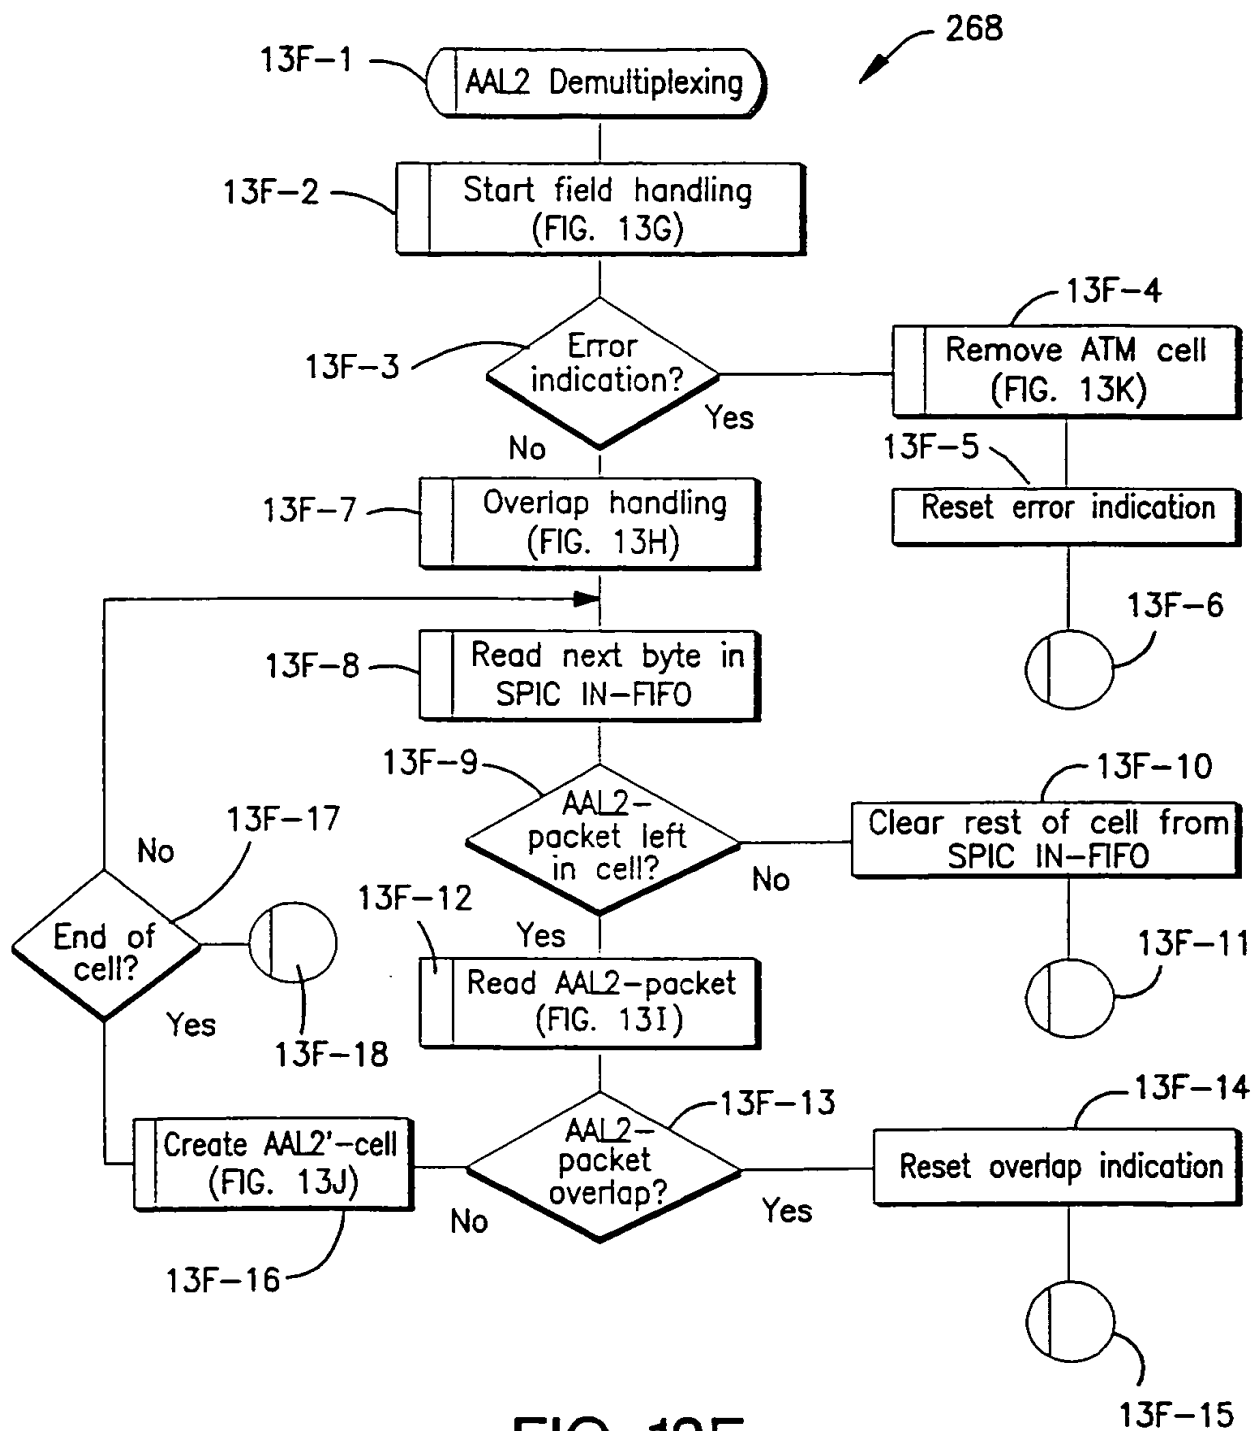 268
13F-1
AAL2 Demultiplexing
13F-2
Start field handling
(FIG. 13G)
13F-3
Error
indication?
Yes
No
13F-4
Remove ATM cell
(FIG. 13K)
13F-5
Reset error indication
13F-6
13F-7
Overlap handling
(FIG. 13H)
13F-8
Read next byte in
SPIC IN-FIFO
13F-9
AAL2-
packet left
in cell?
No
Yes
13F-10
Clear rest of cell from
SPIC IN-FIFO
13F-11
13F-12
Read AAL2-packet
(FIG. 13I)
13F-13
AAL2-
packet
overlap?
Yes
No
13F-14
Reset overlap indication
13F-15
Create AAL2'-cell
(FIG. 13J)
13F-16
13F-17
No
End of
cell?
Yes
13F-18
FIG. 13F